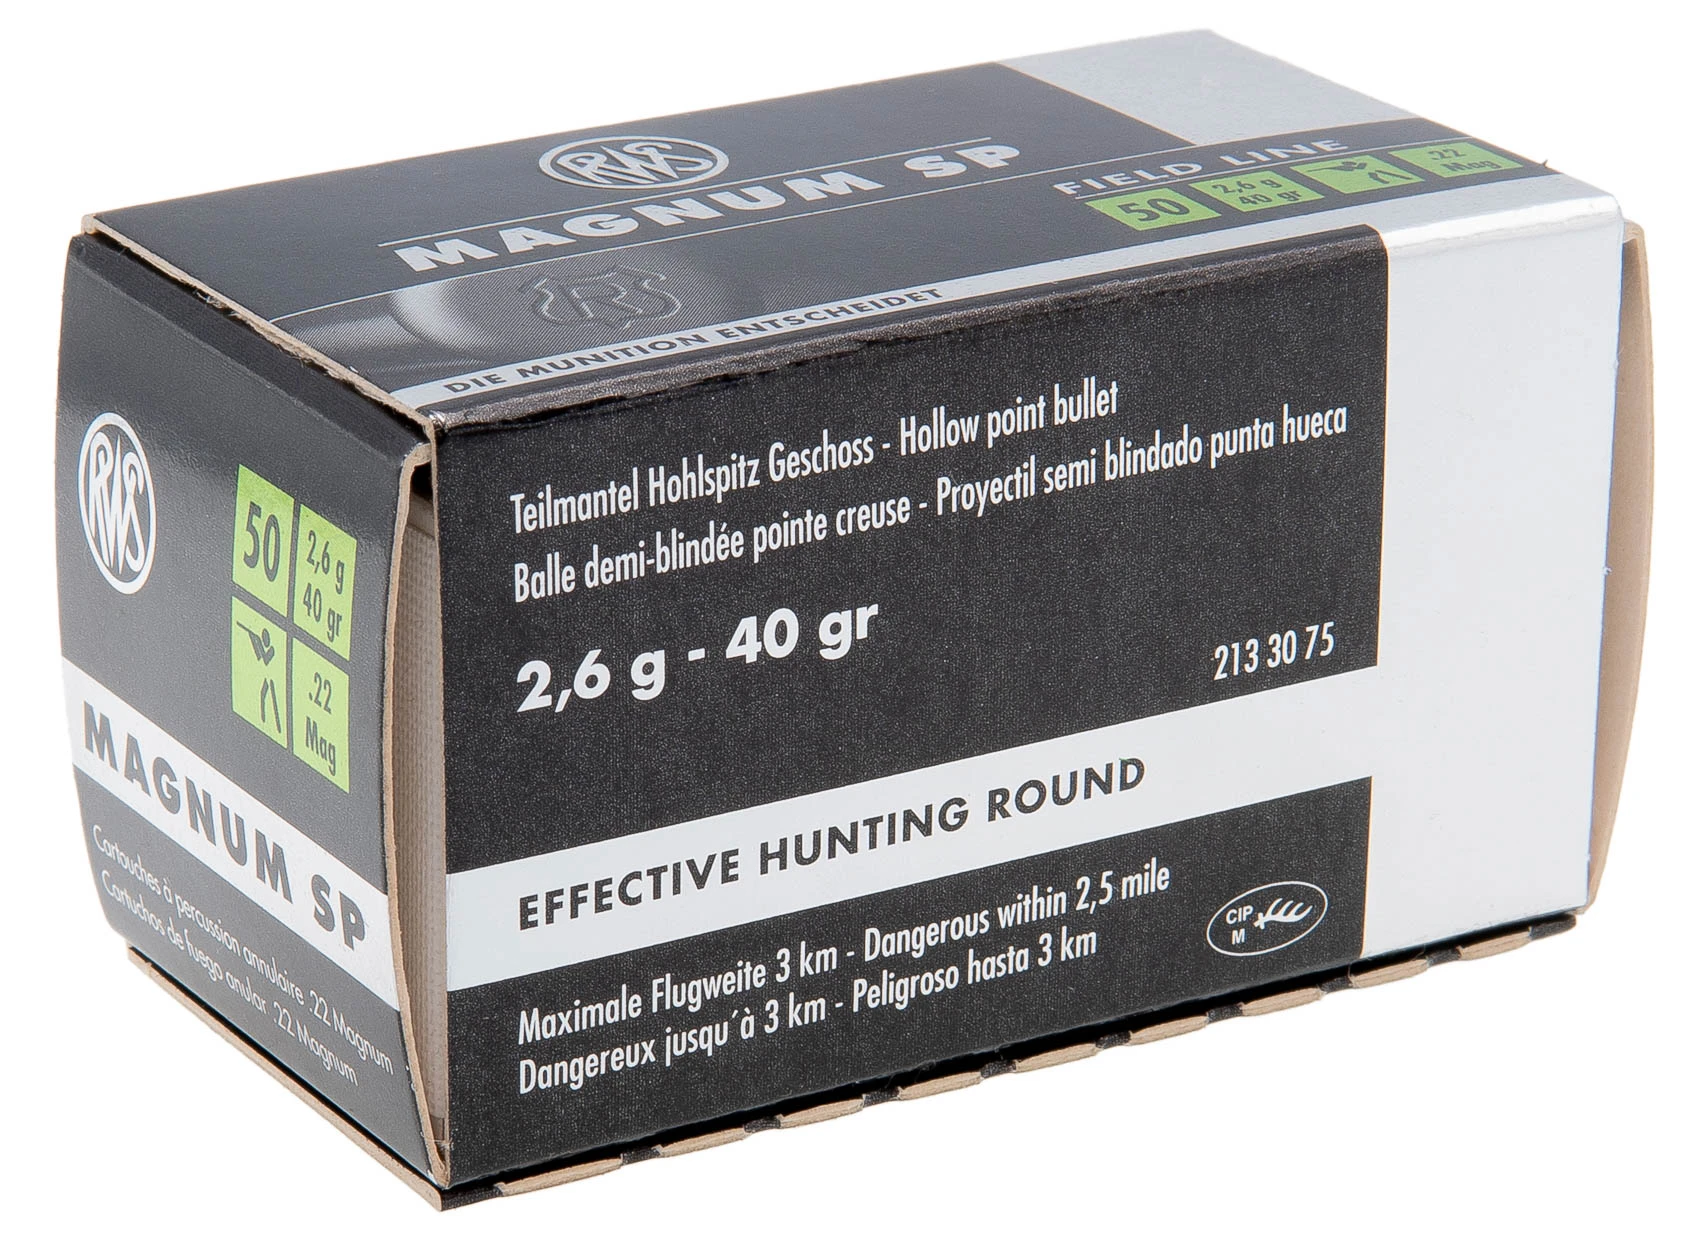 RWS
MAGNUM SP
FIELD LINE
50
2,6 g
40 gr
.22
Mag
RS
DIE MUNITION ENTSCHEIDET
RWS
50
2,6 g
40 gr
.22
Mag
MAGNUM SP
Cartouches à percussion annulaire .22 Magnum
Cartuchos de fuego anular .22 Magnum
Teilmantel Hohlspitz Geschoss - Hollow point bullet
Balle demi-blindée pointe creuse - Proyectil semi blindado punta hueca
2,6 g - 40 gr
213 30 75
EFFECTIVE HUNTING ROUND
Maximale Flugweite 3 km - Dangerous within 2,5 mile
Dangereux jusqu´à 3 km - Peligroso hasta 3 km
CIP
M